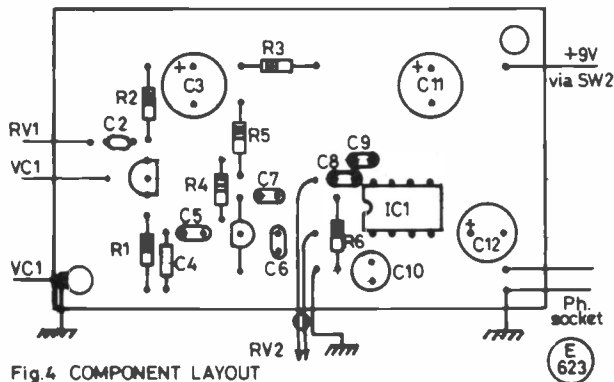 R3
+9V
via SW2
+
C3
+
C11
R2
RV1
C2
R5
C9
VC1
C8
R4
C7
IC1
C5
+
C12
R1
C4
C6
R6
C10
VC1
Ph.
socket
RV2
Fig.4 COMPONENT LAYOUT
E
623